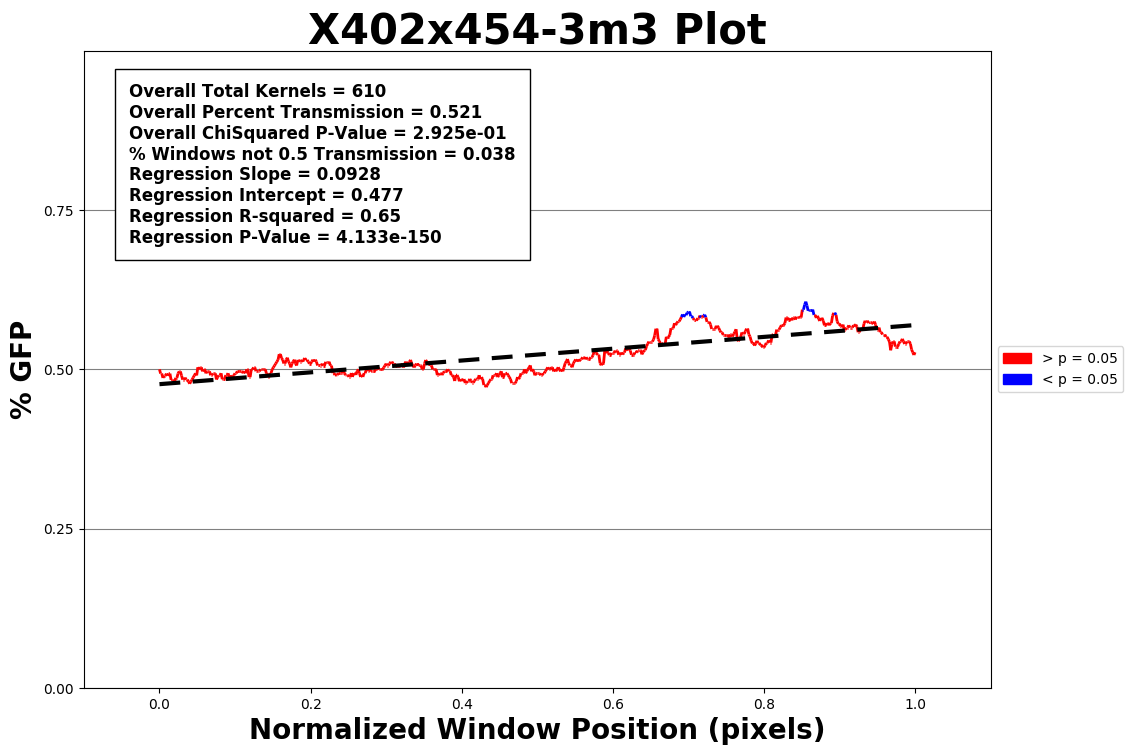 X402x454-3m3 Plot
Overall Total Kernels = 610
Overall Percent Transmission = 0.521
Overall ChiSquared P-Value = 2.925e-01
% Windows not 0.5 Transmission = 0.038
Regression Slope = 0.0928
Regression Intercept = 0.477
Regression R-squared = 0.65
Regression P-Value = 4.133e-150
% GFP
0.75
0.50
0.25
0.00
> p = 0.05
< p = 0.05
0.0 0.2 0.4 0.6 0.8 1.0
Normalized Window Position (pixels)